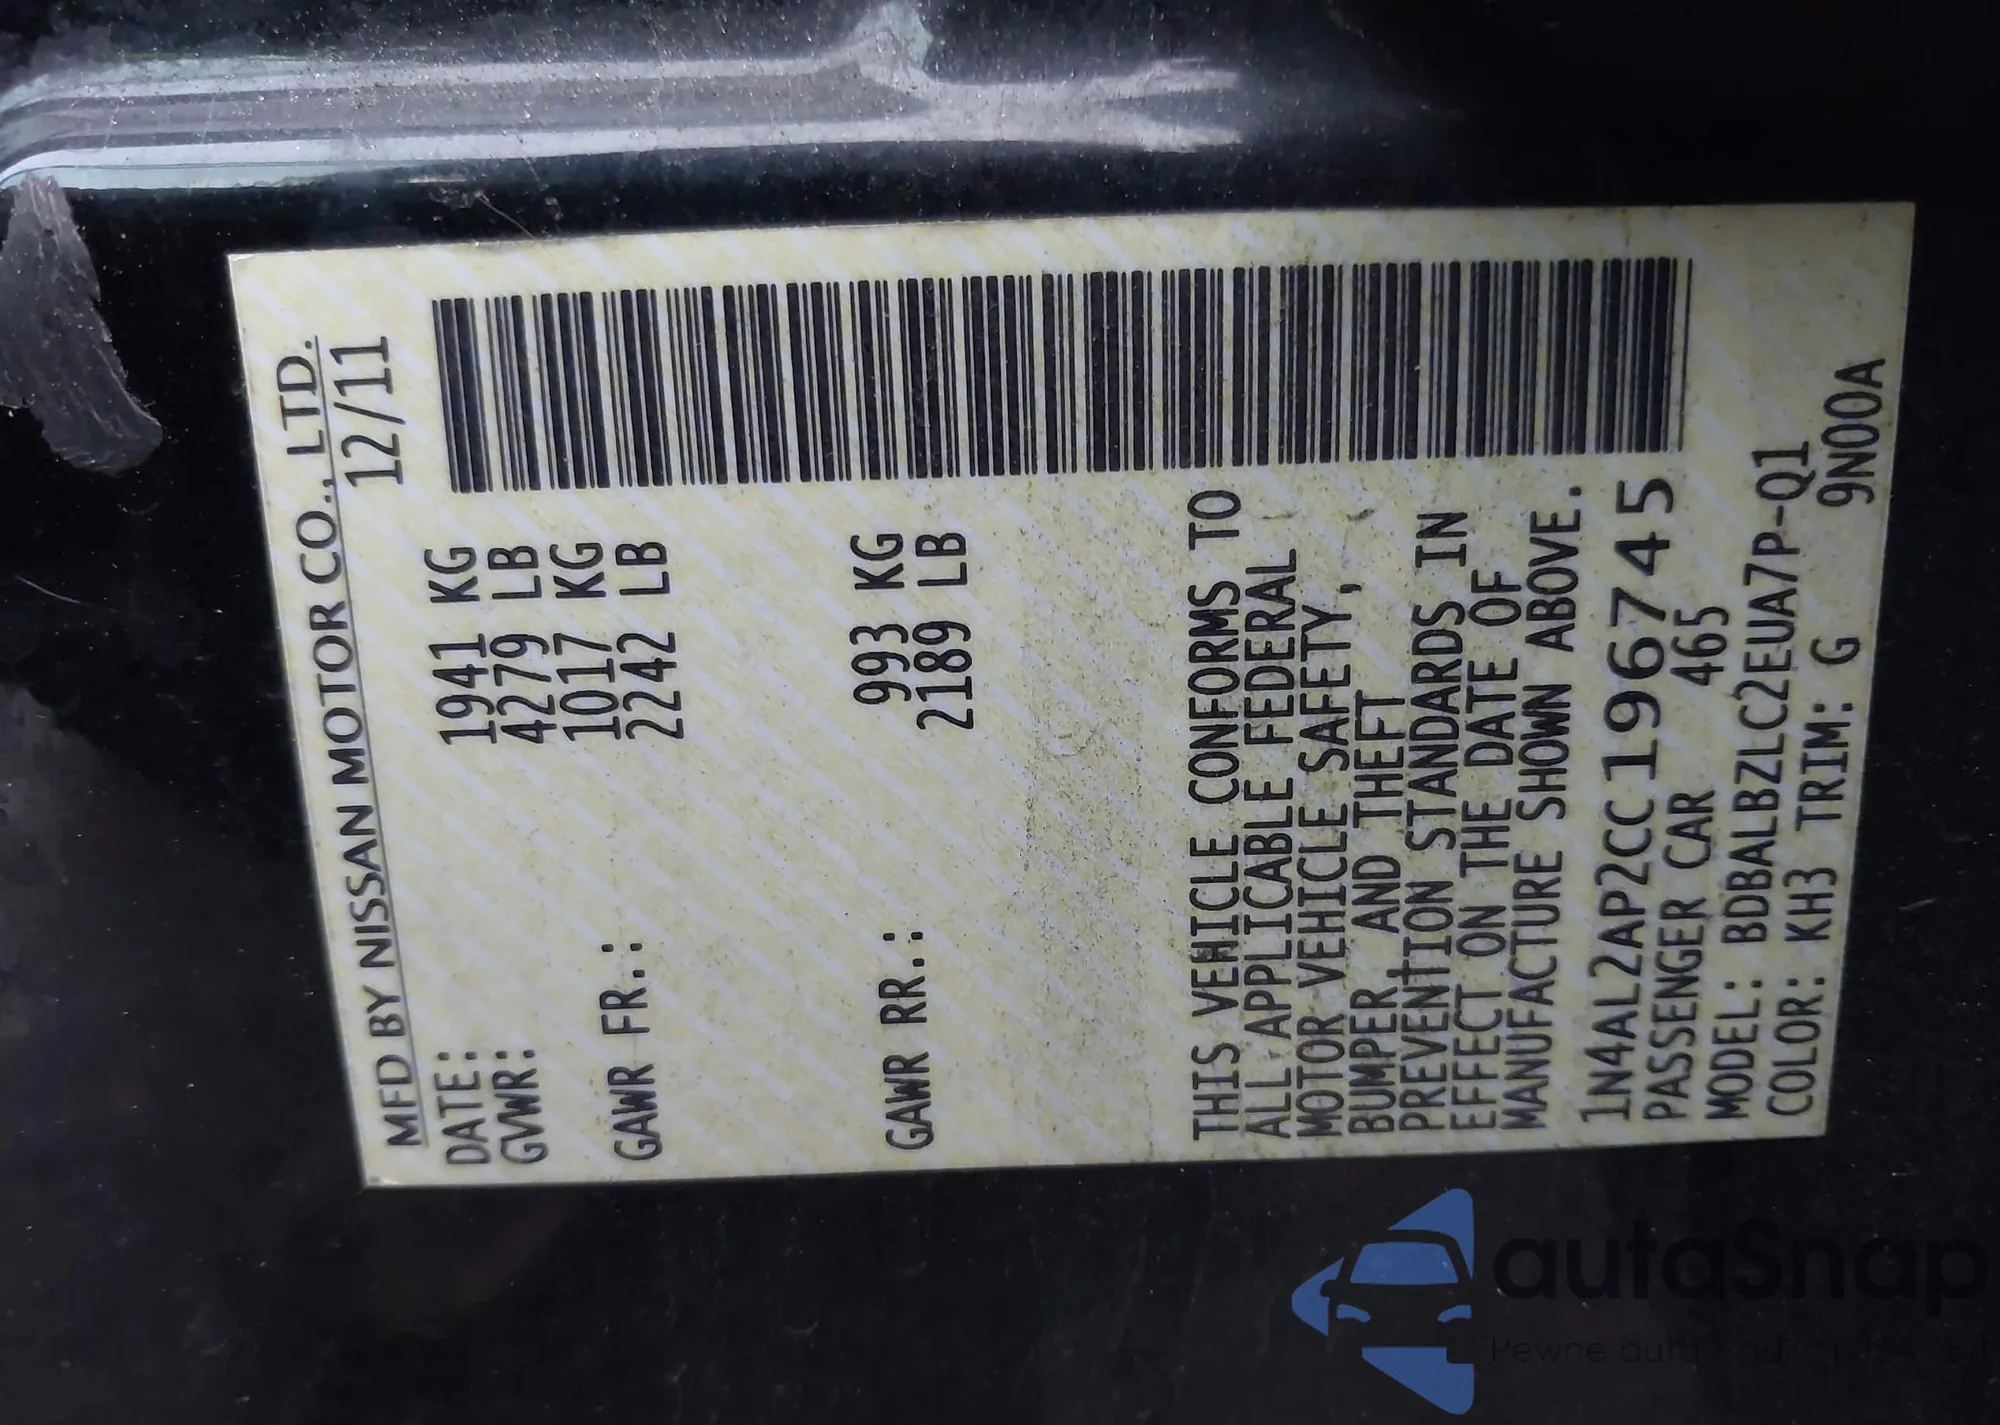 MFD BY NISSAN MOTOR CO., LTD.
DATE: 12/11
GVWR: 1941 KG
4279 LB
GAWR FR.: 1017 KG
2242 LB
GAWR RR.: 993 KG
2189 LB
THIS VEHICLE CONFORMS TO
ALL APPLICABLE FEDERAL
MOTOR VEHICLE SAFETY,
BUMPER, AND THEFT
PREVENTION STANDARDS IN
EFFECT ON THE DATE OF
MANUFACTURE SHOWN ABOVE.
1N4AL2AP2CC196745
PASSENGER CAR 465
MODEL: BDBALBZLC2EUA7P-Q1
COLOR: KH3 TRIM: G 9N00A
autaSnap
Pewne auta